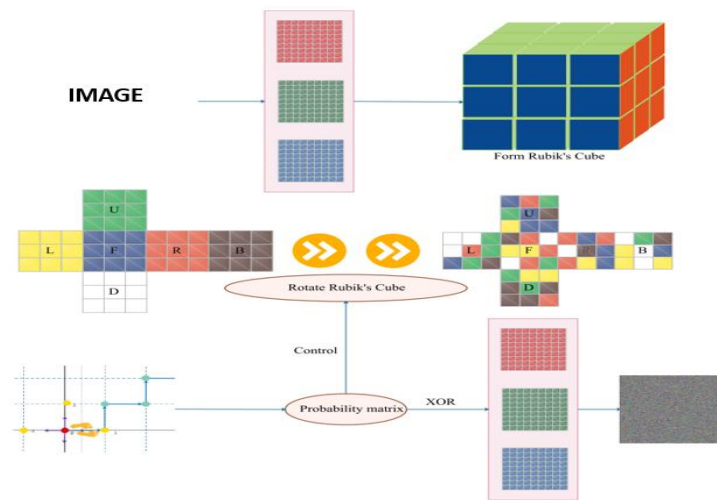 IMAGE
Form Rubik's Cube
U
L F R B
D
U
L F B
D
Rotate Rubik's Cube
Control
Probability matrix
XOR